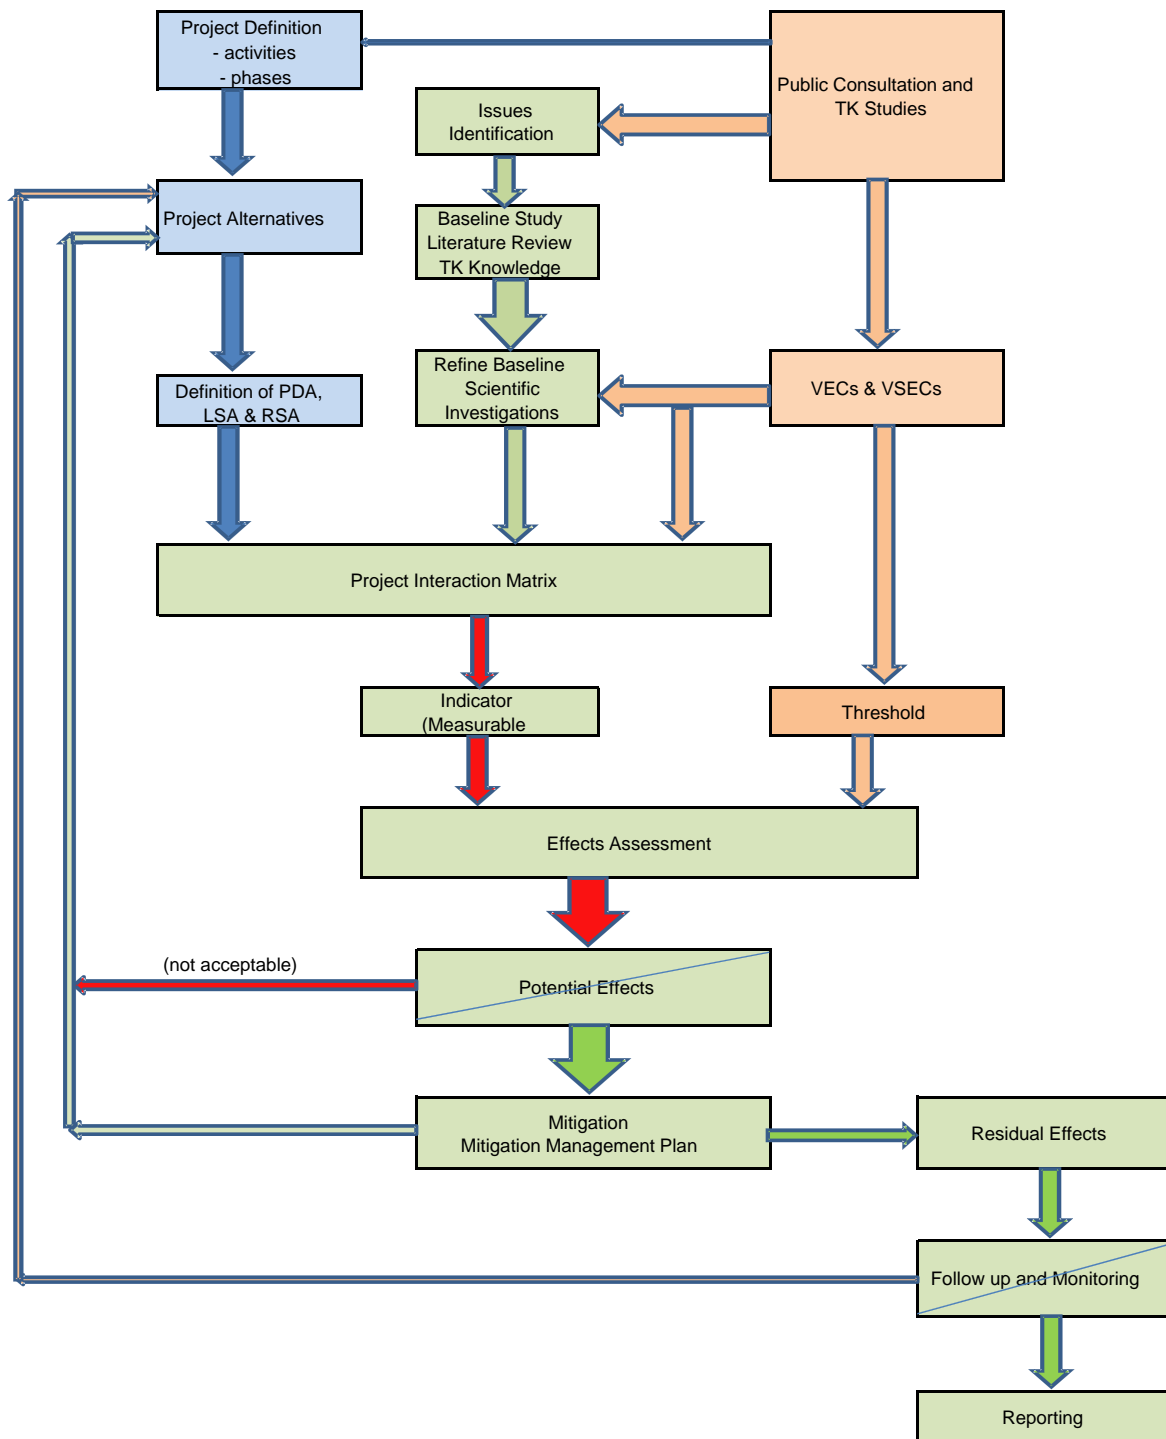 Project Definition
- activities
- phases
Public Consultation and
TK Studies
Issues
Identification
Project Alternatives
Baseline Study
Literature Review
TK Knowledge
Definition of PDA,
LSA & RSA
Refine Baseline
Scientific
Investigations
VECs & VSECs
Project Interaction Matrix
Indicator
(Measurable
Threshold
Effects Assessment
(not acceptable)
Potential Effects
Mitigation
Mitigation Management Plan
Residual Effects
Follow up and Monitoring
Reporting